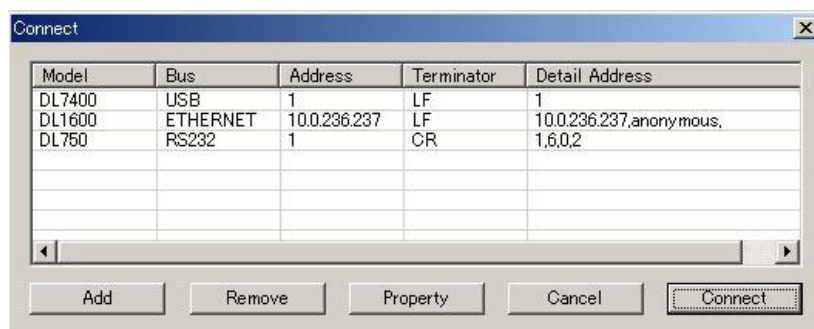 Connect
Model Bus Address Terminator Detail Address
DL7400 USB 1 LF 1
DL1600 ETHERNET 10.0.236.237 LF 10.0.236.237,anonymous,
DL750 RS232 1 CR 1,6,0,2
Add Remove Property Cancel Connect